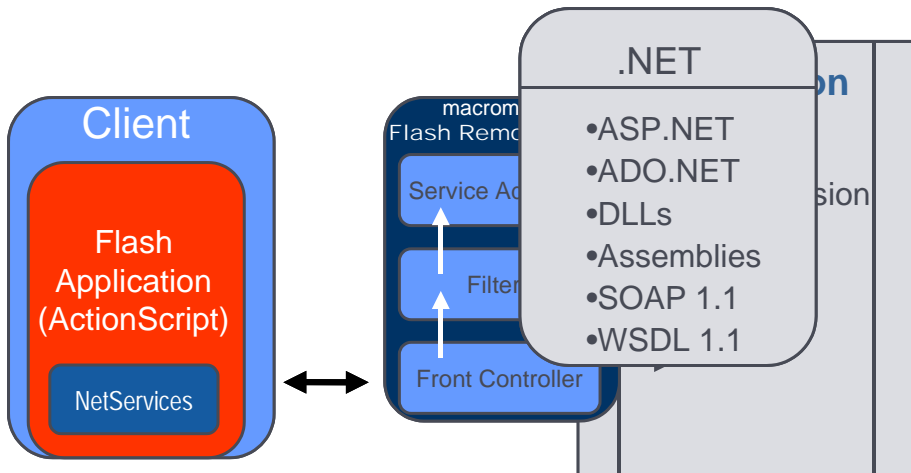 Client
Flash
Application
(ActionScript)
NetServices
macrom
Flash Remo
Service Ad
Filter
Front Controller
.NET
•ASP.NET
•ADO.NET
•DLLs
•Assemblies
•SOAP 1.1
•WSDL 1.1
on
sion